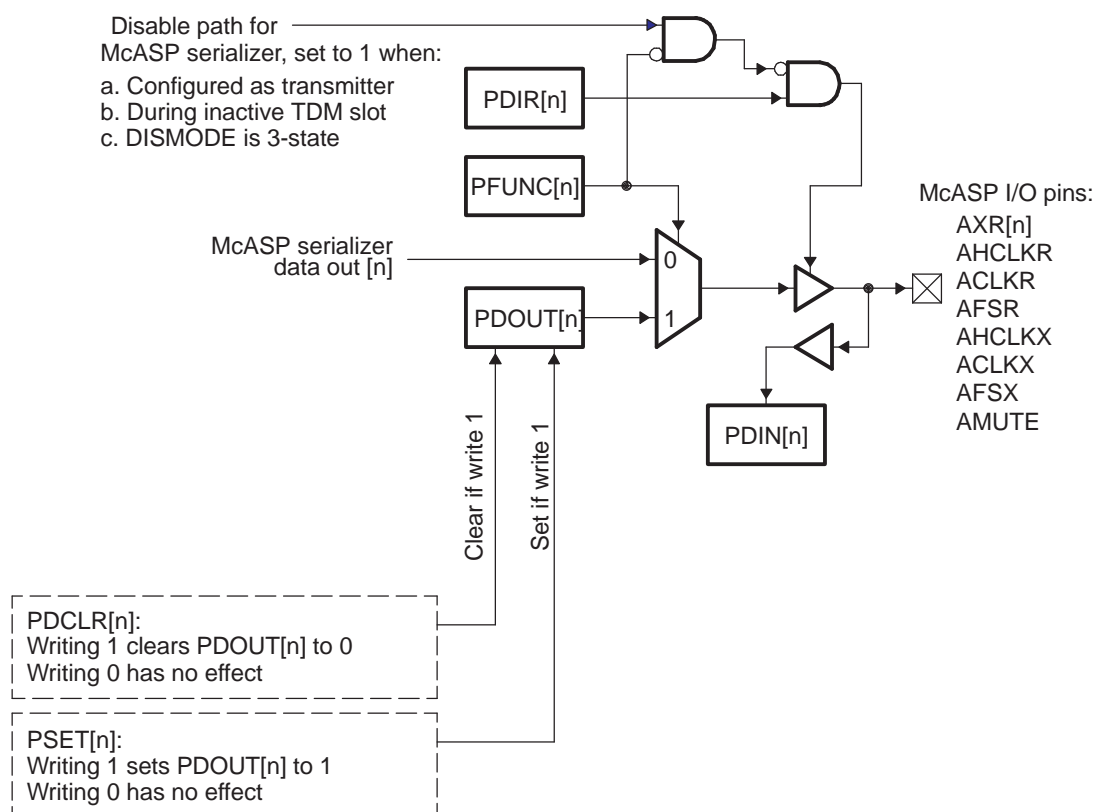 Disable path for
McASP serializer, set to 1 when:
a. Configured as transmitter
b. During inactive TDM slot
c. DISMODE is 3-state
PDIR[n]
PFUNC[n]
McASP I/O pins:
AXR[n]
AHCLKR
ACLKR
AFSR
AHCLKX
ACLKX
AFSX
AMUTE
McASP serializer
data out [n]
0
PDOUT[n]
1
PDIN[n]
Clear if write 1
Set if write 1
PDCLR[n]:
Writing 1 clears PDOUT[n] to 0
Writing 0 has no effect
PSET[n]:
Writing 1 sets PDOUT[n] to 1
Writing 0 has no effect